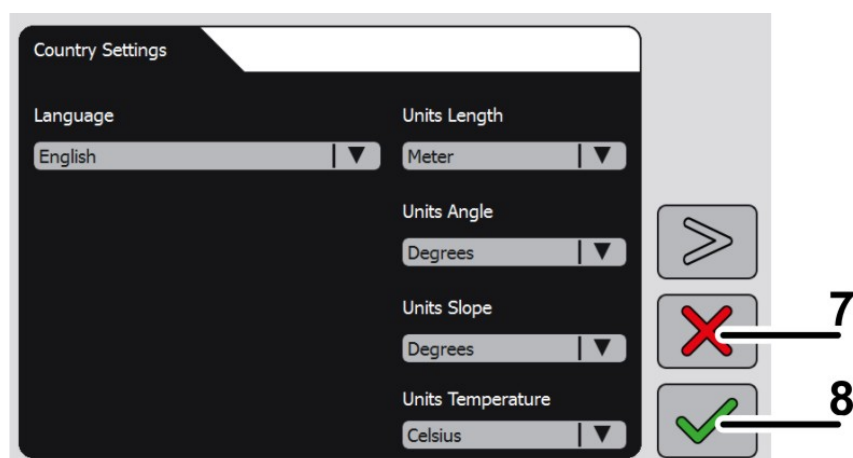 Country Settings
Language
English
Units Length
Meter
Units Angle
Degrees
Units Slope
Degrees
Units Temperature
Celsius
7
8